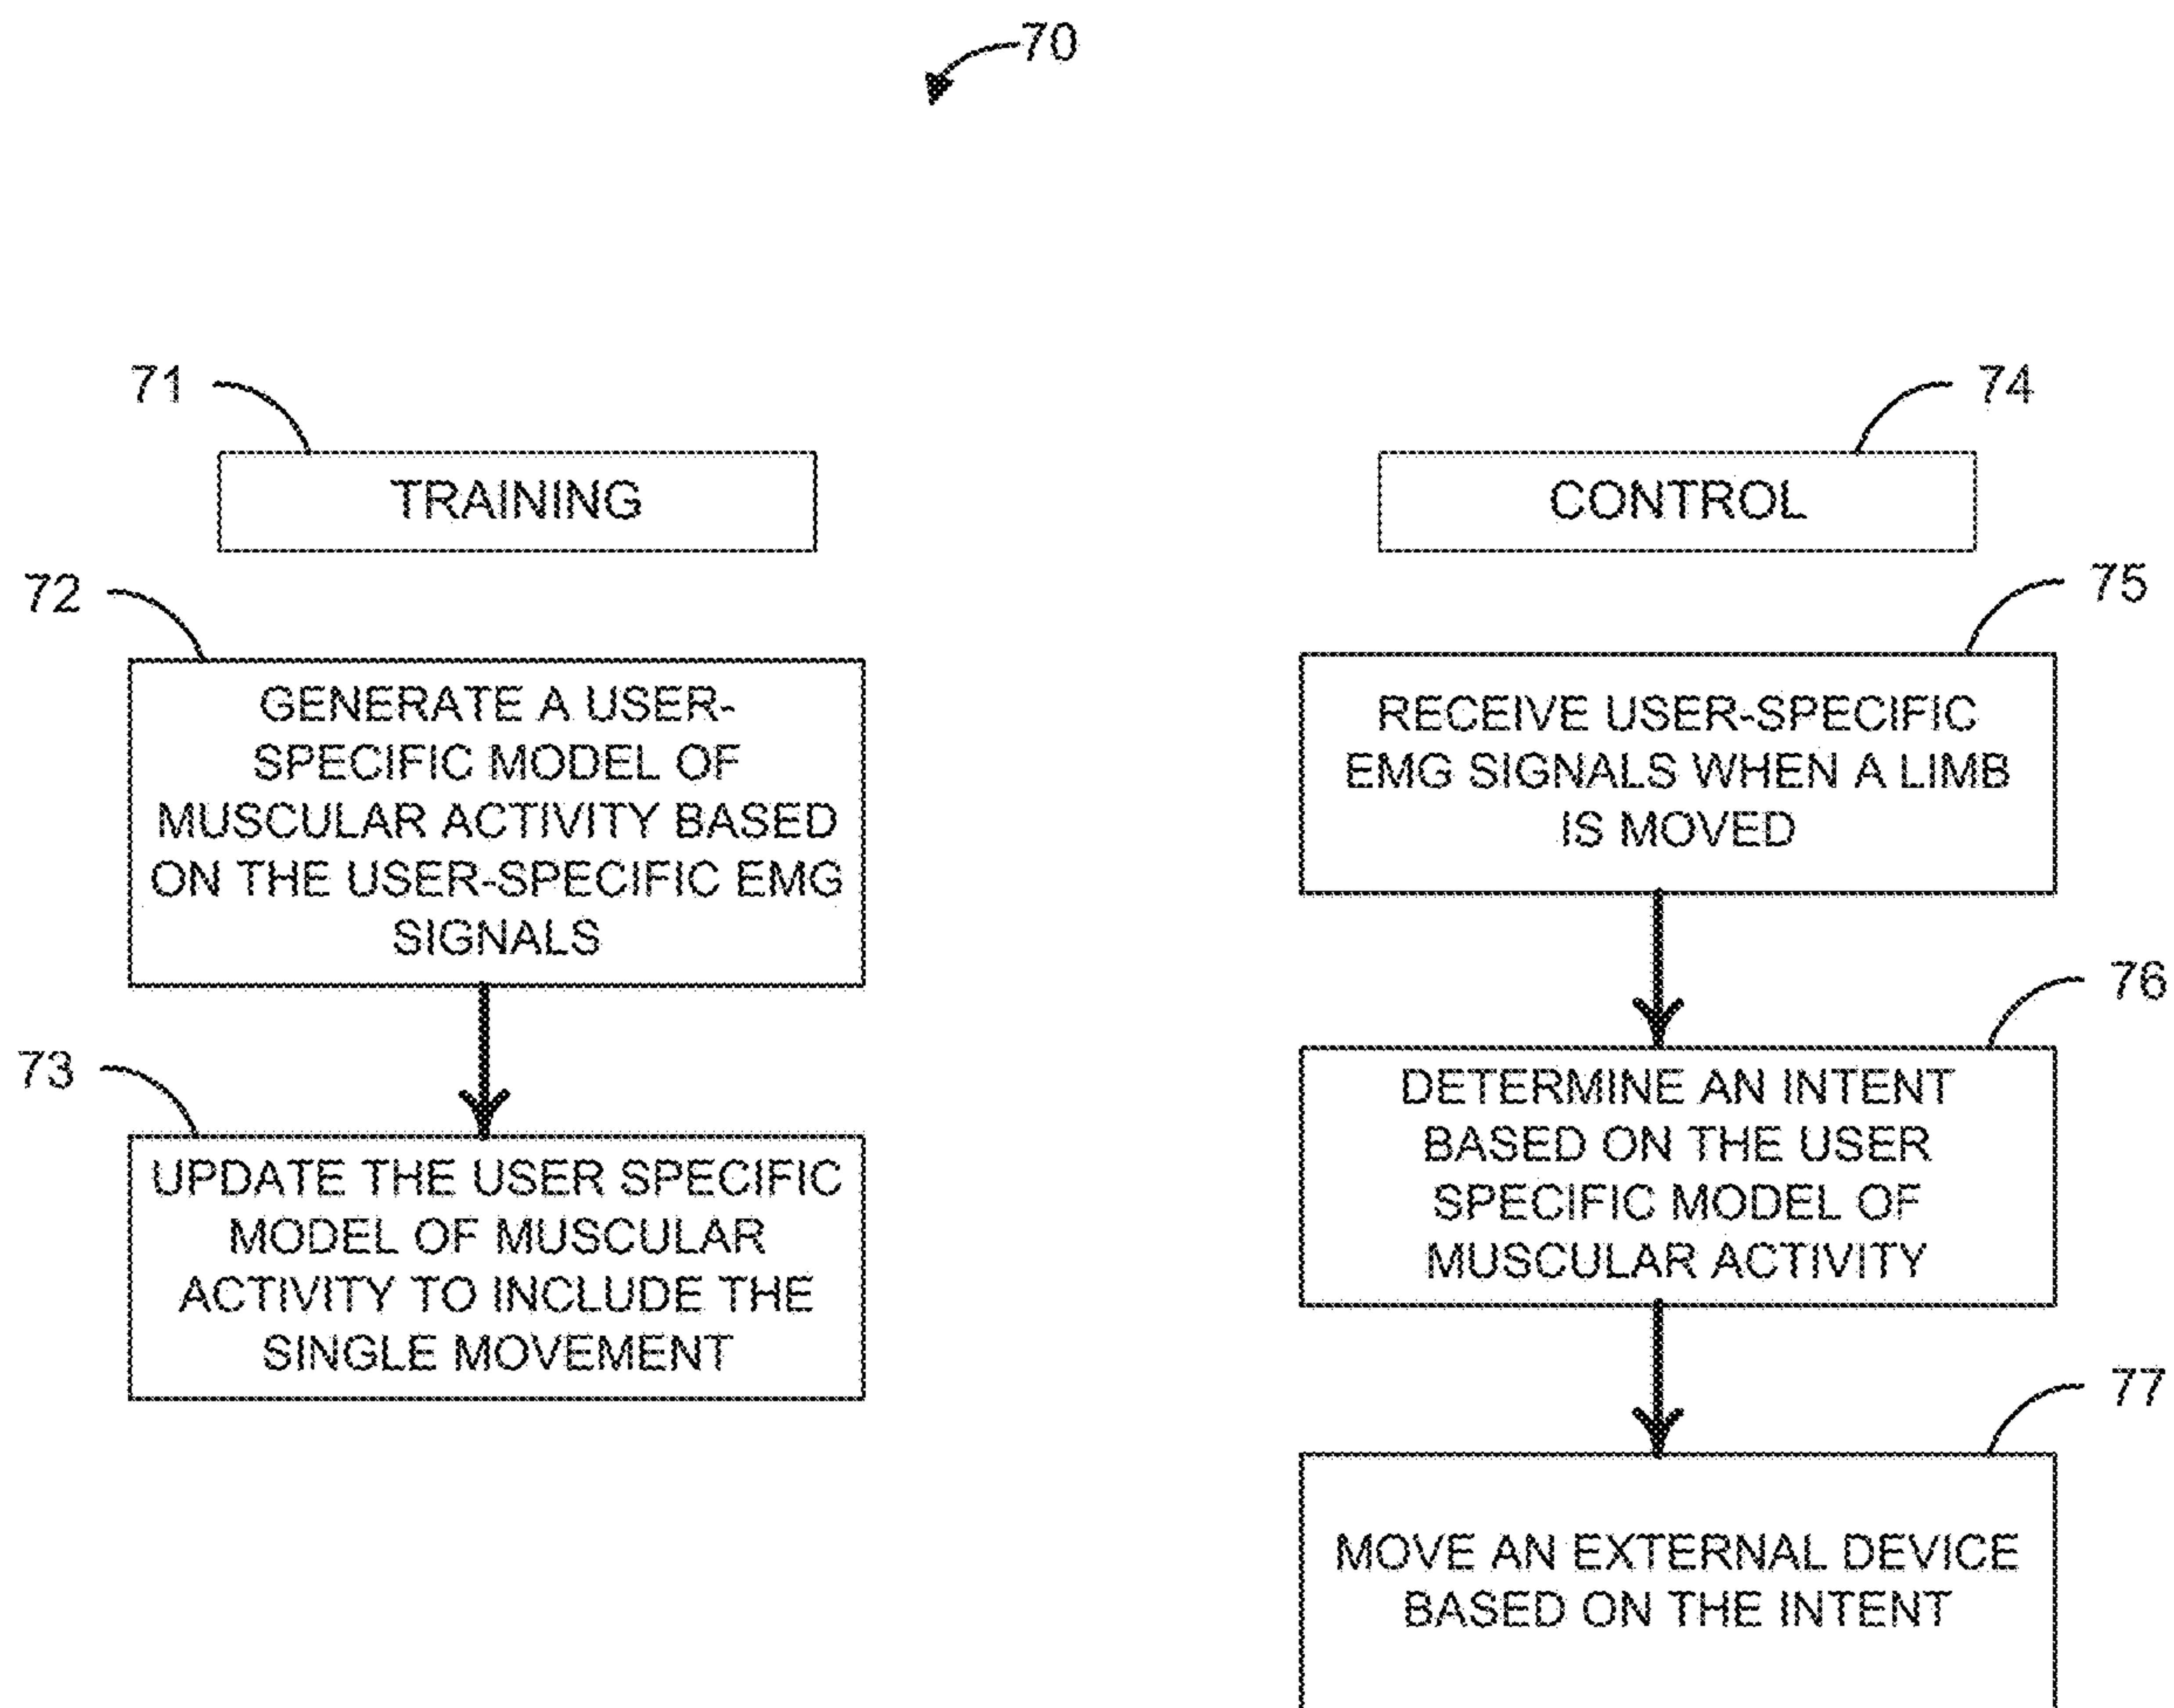 70
71
TRAINING
72
GENERATE A USER-
SPECIFIC MODEL OF
MUSCULAR ACTIVITY BASED
ON THE USER-SPECIFIC EMG
SIGNALS
73
UPDATE THE USER SPECIFIC
MODEL OF MUSCULAR
ACTIVITY TO INCLUDE THE
SINGLE MOVEMENT
74
CONTROL
75
RECEIVE USER-SPECIFIC
EMG SIGNALS WHEN A LIMB
IS MOVED
76
DETERMINE AN INTENT
BASED ON THE USER
SPECIFIC MODEL OF
MUSCULAR ACTIVITY
77
MOVE AN EXTERNAL DEVICE
BASED ON THE INTENT